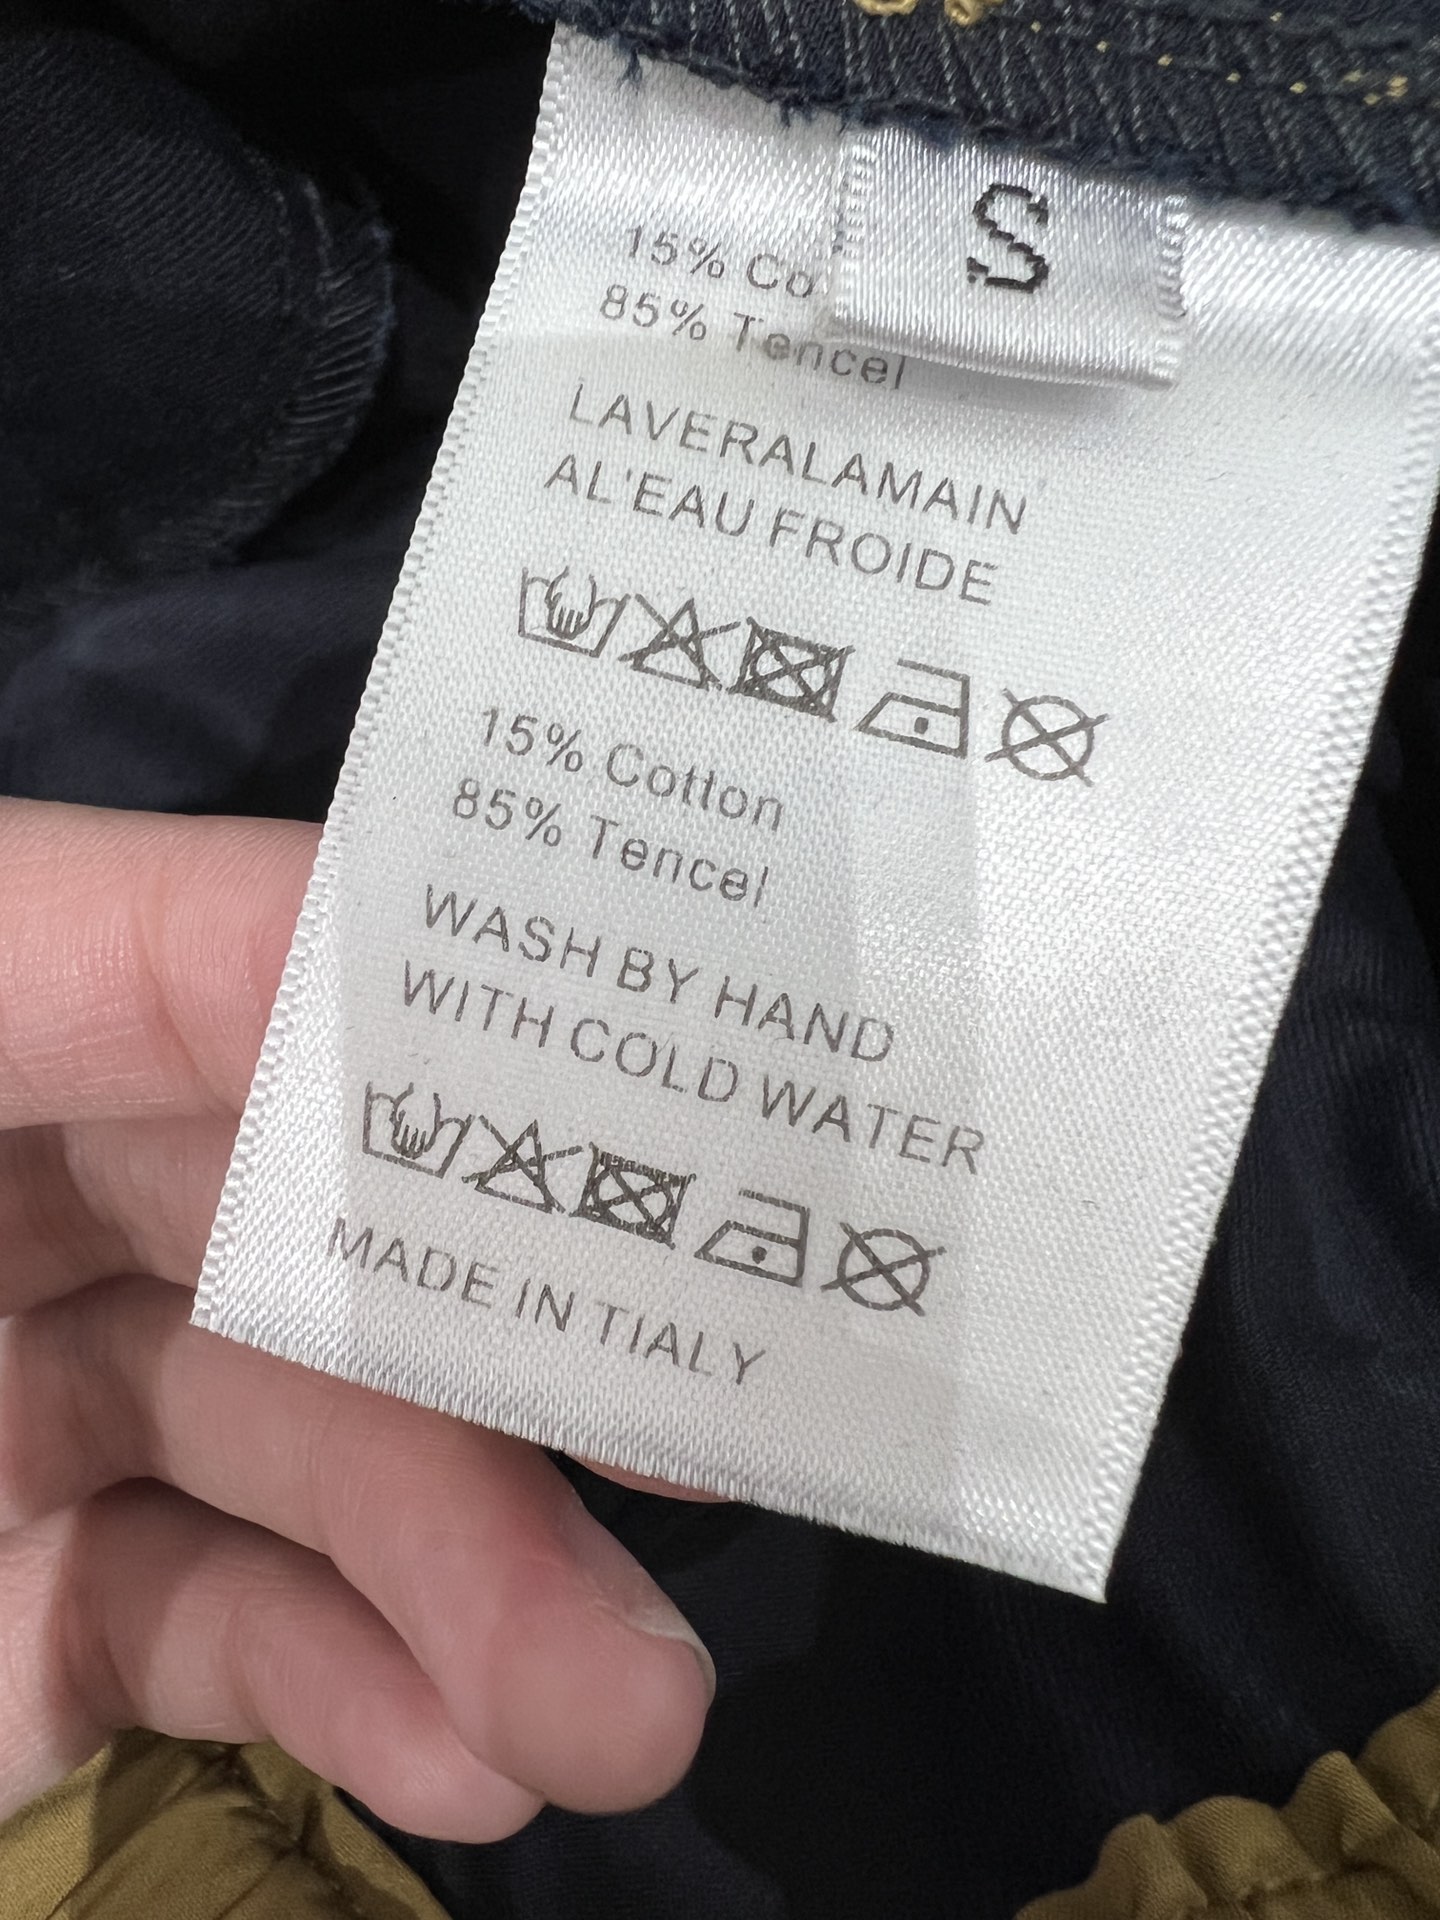 S
15% Co
85% Tencel
LAVERALAMAIN
AL'EAU FROIDE
15% Cotton
85% Tencel
WASH BY HAND
WITH COLD WATER
MADE IN TIALY